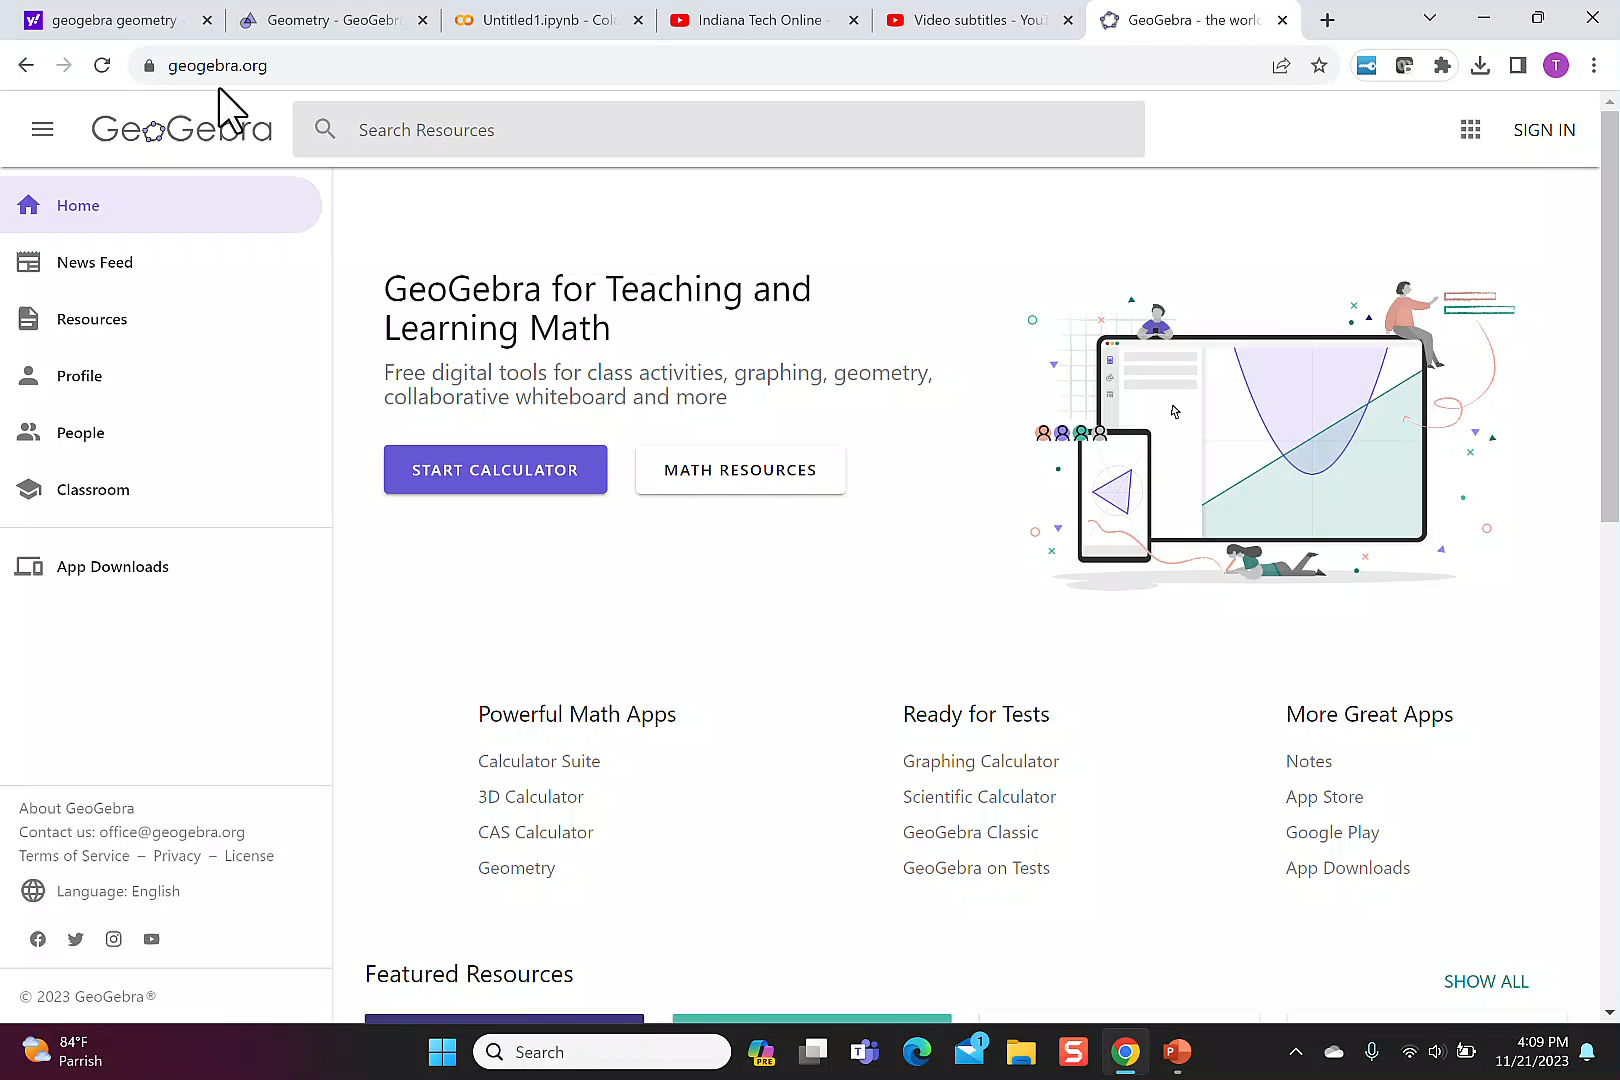 geogebra geometry -
Geometry - GeoGebra
Untitled1.ipynb - Cola
Indiana Tech Online -
Video subtitles - You
GeoGebra - the world
geogebra.org
T
GeoGebra
Search Resources
SIGN IN
Home
News Feed
Resources
Profile
People
Classroom
App Downloads
GeoGebra for Teaching and
Learning Math
Free digital tools for class activities, graphing, geometry,
collaborative whiteboard and more
START CALCULATOR
MATH RESOURCES
Powerful Math Apps
Calculator Suite
3D Calculator
CAS Calculator
Geometry
Ready for Tests
Graphing Calculator
Scientific Calculator
GeoGebra Classic
GeoGebra on Tests
More Great Apps
Notes
App Store
Google Play
App Downloads
About GeoGebra
Contact us: office@geogebra.org
Terms of Service – Privacy – License
Language: English
© 2023 GeoGebra®
Featured Resources
SHOW ALL
84°F
Parrish
Search
PRE
1
4:09 PM
11/21/2023